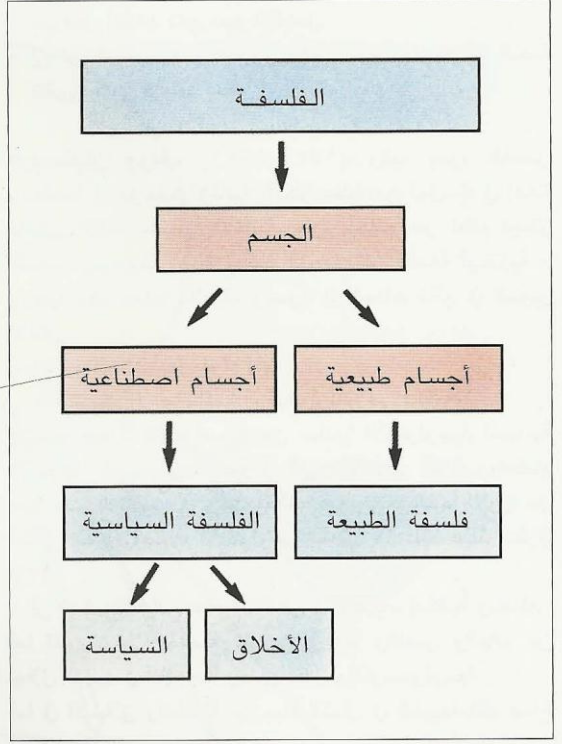 الفلسفة
الجسم
أجسام طبيعية
أجسام اصطناعية
فلسفة الطبيعة
الفلسفة السياسية
الأخلاق
السياسة